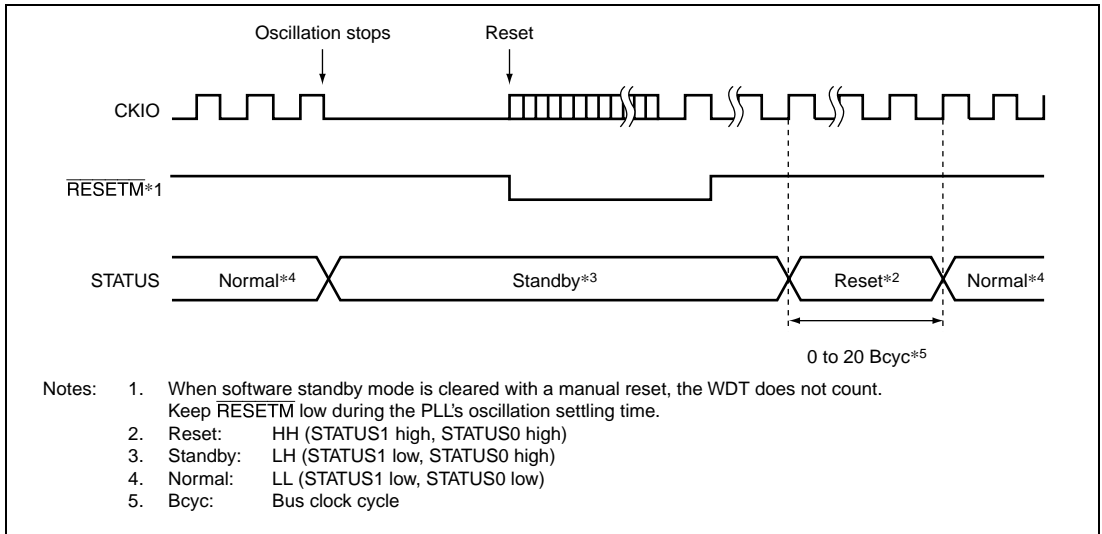 Oscillation stops Reset
CKIO
RESETM*1
STATUS Normal*4 Standby*3 Reset*2 Normal*4
0 to 20 Bcyc*5
Notes: 1. When software standby mode is cleared with a manual reset, the WDT does not count.
Keep RESETM low during the PLL's oscillation settling time.
2. Reset: HH (STATUS1 high, STATUS0 high)
3. Standby: LH (STATUS1 low, STATUS0 high)
4. Normal: LL (STATUS1 low, STATUS0 low)
5. Bcyc: Bus clock cycle